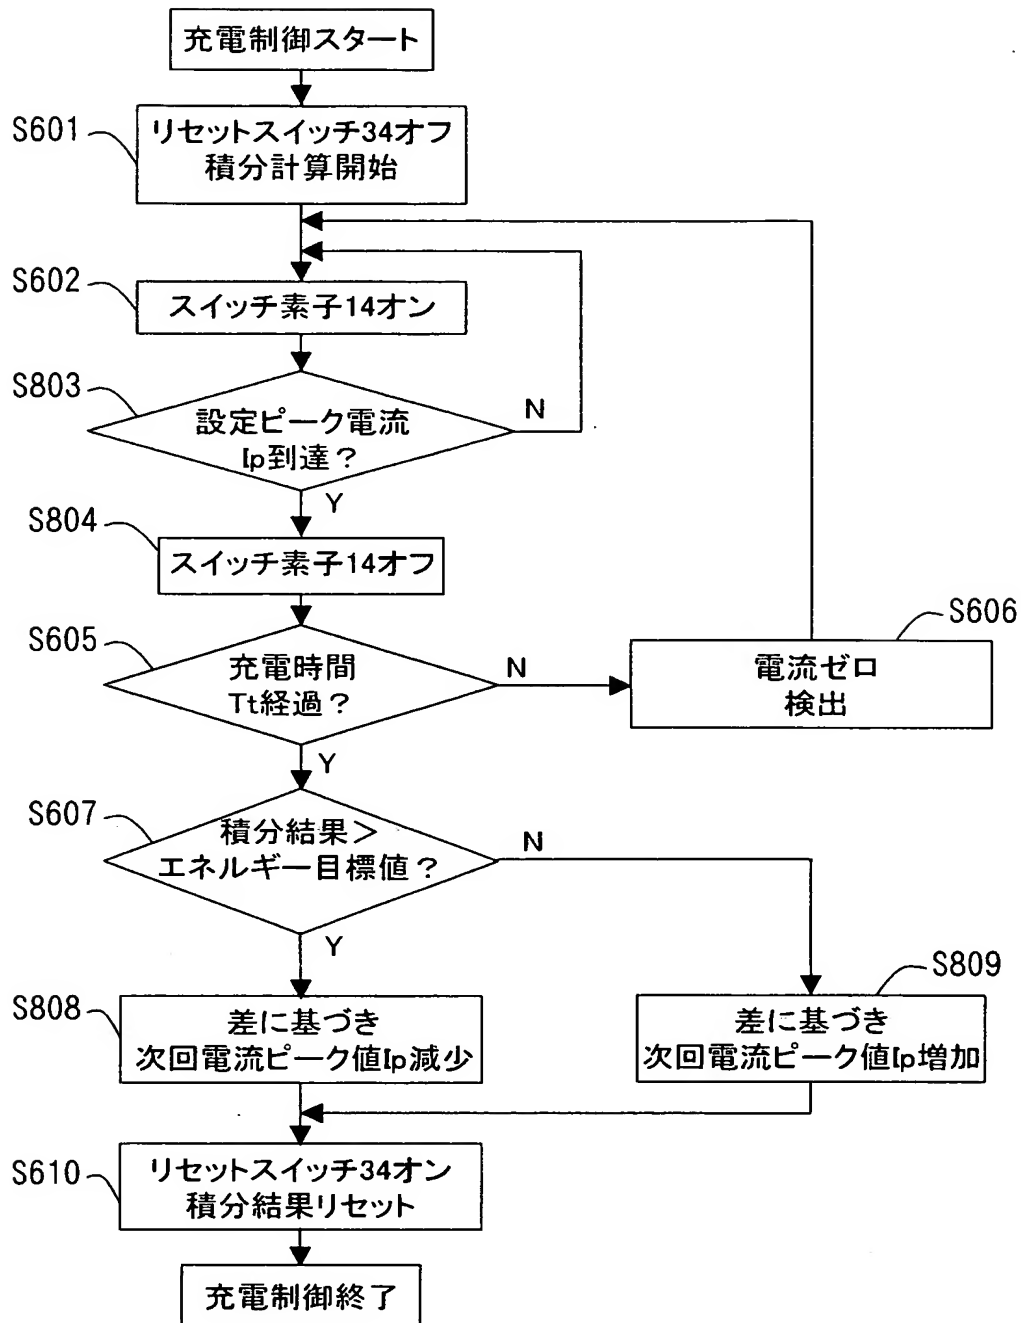 充電制御スタート
S601
リセットスイッチ34オフ
積分計算開始
S602
スイッチ素子14オン
S803
設定ピーク電流
Ip到達?
N
Y
S804
スイッチ素子14オフ
S605
充電時間
Tt経過?
N
S606
電流ゼロ
検出
Y
S607
積分結果>
エネルギー目標値?
N
Y
S808
差に基づき
次回電流ピーク値Ip減少
S809
差に基づき
次回電流ピーク値Ip増加
S610
リセットスイッチ34オン
積分結果リセット
充電制御終了